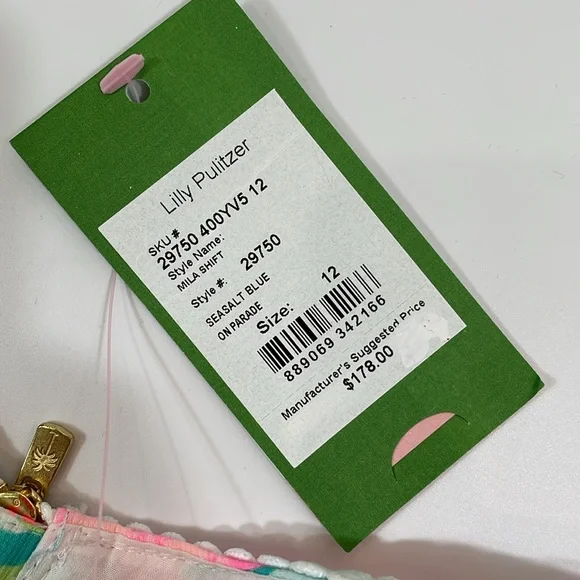 Lilly Pulitzer
SKU #
29750 400YV5 12
Style Name:
MILA SHIFT
Style #: 29750
SEASALT BLUE
ON PARADE
Size: 12
889069 342166
Manufacturer's Suggested Price
$178.00